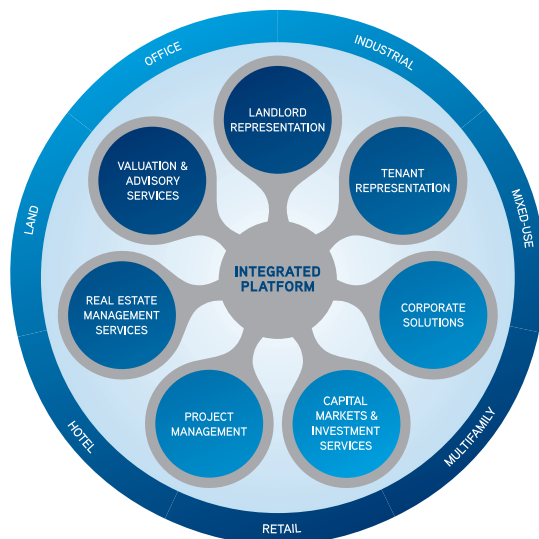 OFFICE
INDUSTRIAL
MIXED-USE
MULTIFAMILY
RETAIL
HOTEL
LAND
LANDLORD
REPRESENTATION
TENANT
REPRESENTATION
CORPORATE
SOLUTIONS
CAPITAL
MARKETS &
INVESTMENT
SERVICES
PROJECT
MANAGEMENT
REAL ESTATE
MANAGEMENT
SERVICES
VALUATION &
ADVISORY
SERVICES
INTEGRATED
PLATFORM